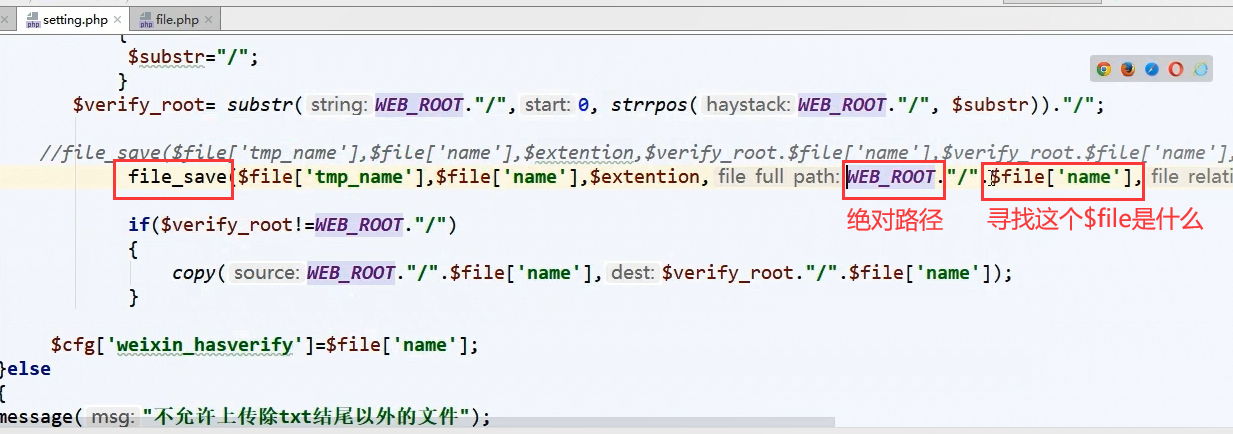 setting.php file.php
{
$substr="/";
}
$verify_root= substr( string: WEB_ROOT."/", start: 0, strrpos( haystack: WEB_ROOT."/", $substr))."/";
//file_save($file['tmp_name'],$file['name'],$extention,$verify_root.$file['name'],$verify_root.$file['name'],
file_save($file['tmp_name'],$file['name'],$extention, file full path: WEB_ROOT."/".$file['name'], file relati
绝对路径 寻找这个$file是什么
if($verify_root!=WEB_ROOT."/")
{
copy( source: WEB_ROOT."/".$file['name'], dest: $verify_root."/".$file['name']);
}
$cfg['weixin_hasverify']=$file['name'];
}else
{
message( msg: "不允许上传除txt结尾以外的文件");